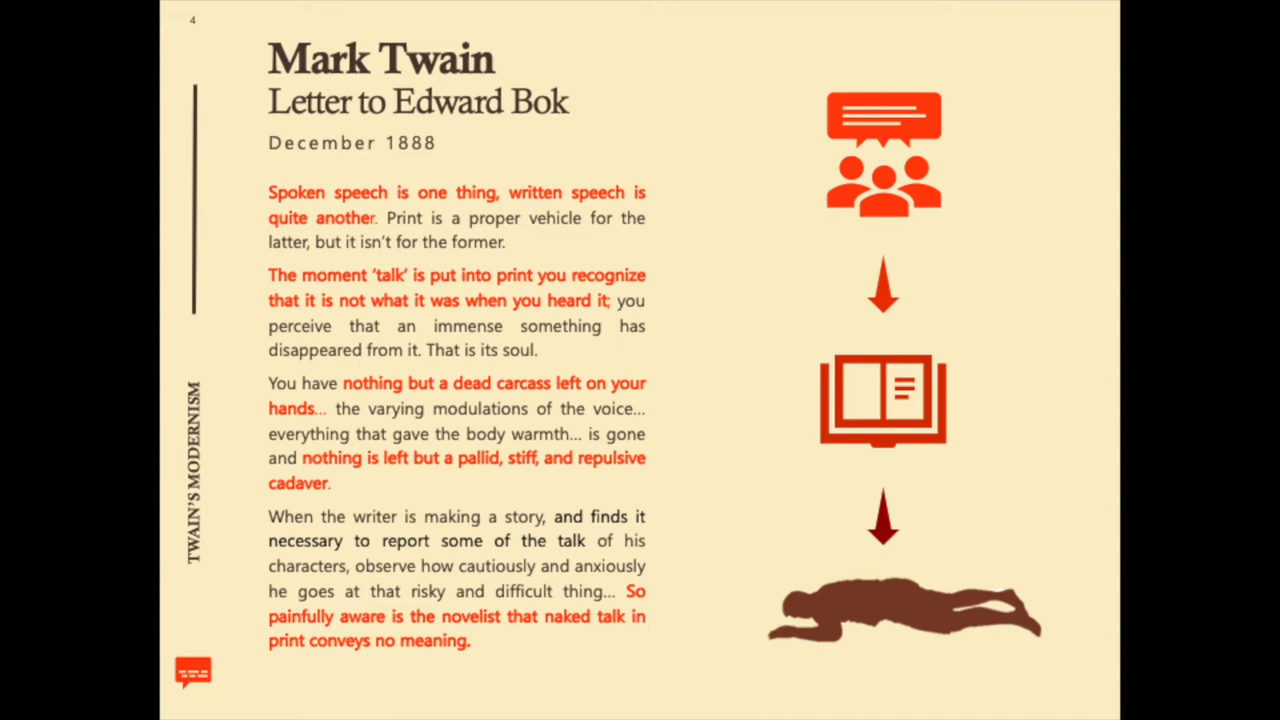 4
Mark Twain
Letter to Edward Bok
December 1888
Spoken speech is one thing, written speech is
quite another. Print is a proper vehicle for the
latter, but it isn't for the former.
The moment 'talk' is put into print you recognize
that it is not what it was when you heard it; you
perceive that an immense something has
disappeared from it. That is its soul.
You have nothing but a dead carcass left on your
hands... the varying modulations of the voice...
everything that gave the body warmth... is gone
and nothing is left but a pallid, stiff, and repulsive
cadaver.
When the writer is making a story, and finds it
necessary to report some of the talk of his
characters, observe how cautiously and anxiously
he goes at that risky and difficult thing... So
painfully aware is the novelist that naked talk in
print conveys no meaning.
TWAIN'S MODERNISM